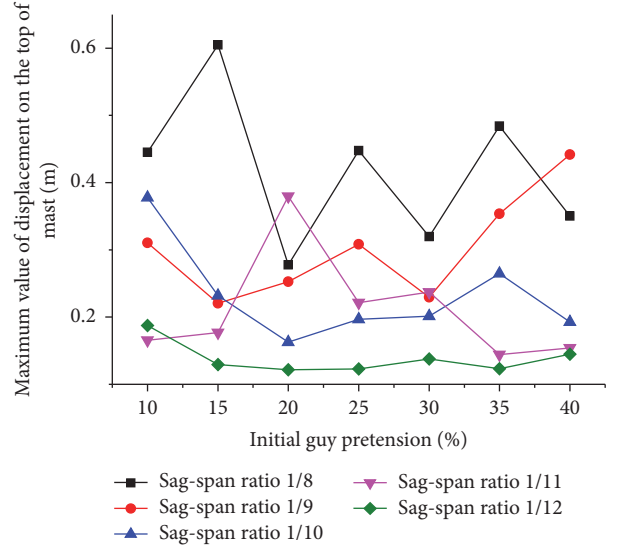 Maximum value of displacement on the top of
mast (m)
0.6
0.4
0.2
10 15 20 25 30 35 40
Initial guy pretension (%)
Sag-span ratio 1/8
Sag-span ratio 1/9
Sag-span ratio 1/10
Sag-span ratio 1/11
Sag-span ratio 1/12